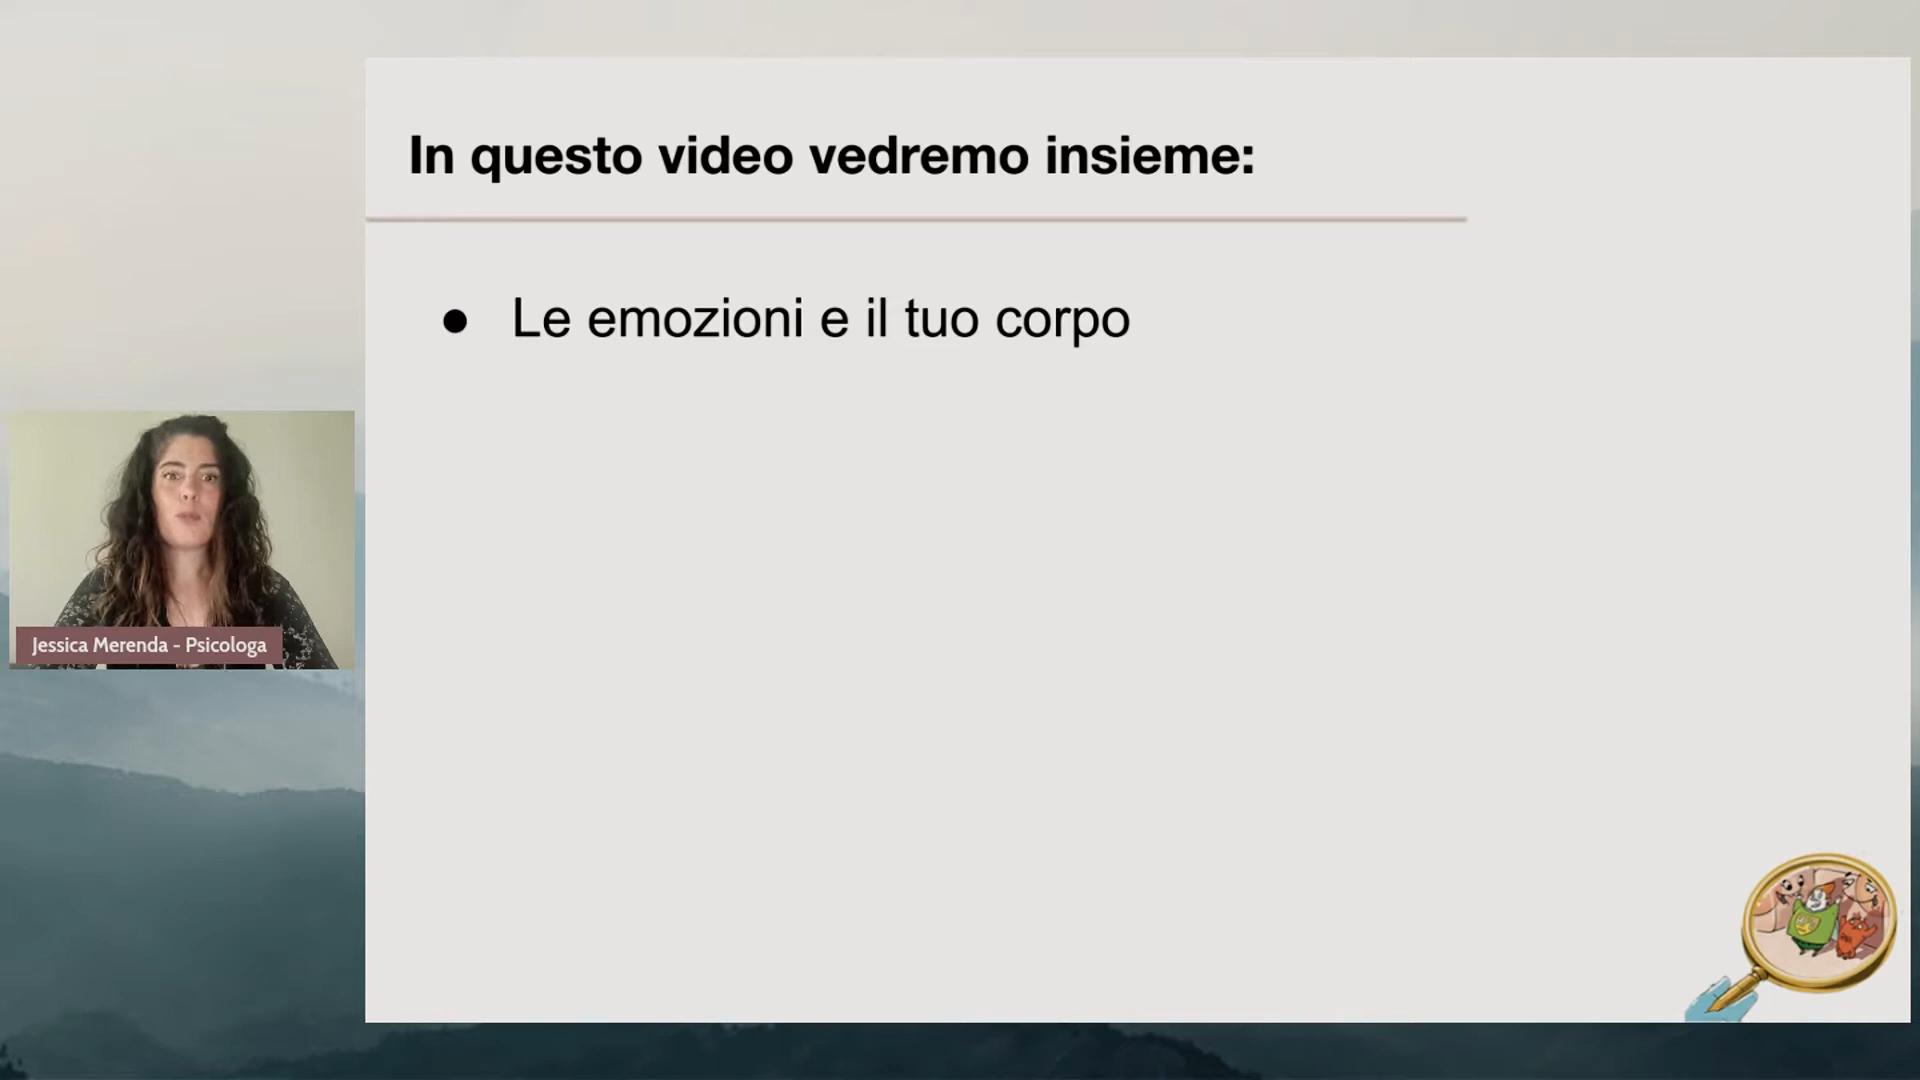 In questo video vedremo insieme:
● Le emozioni e il tuo corpo
Jessica Merenda - Psicologa